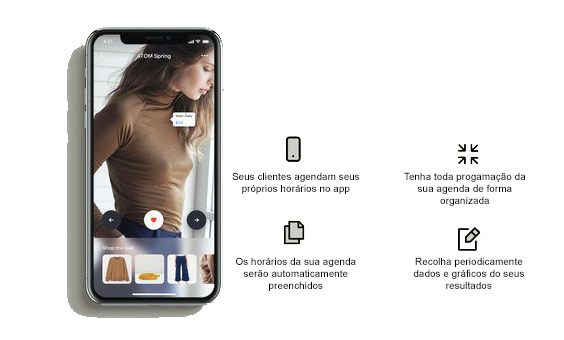 ATOM Spring
Shop the look
Seus clientes agendam seus
próprios horários no app
Tenha toda progamação da
sua agenda de forma
organizada
Os horários da sua agenda
serão automaticamente
preenchidos
Recolha periodicamente
dados e gráficos do seus
resultados